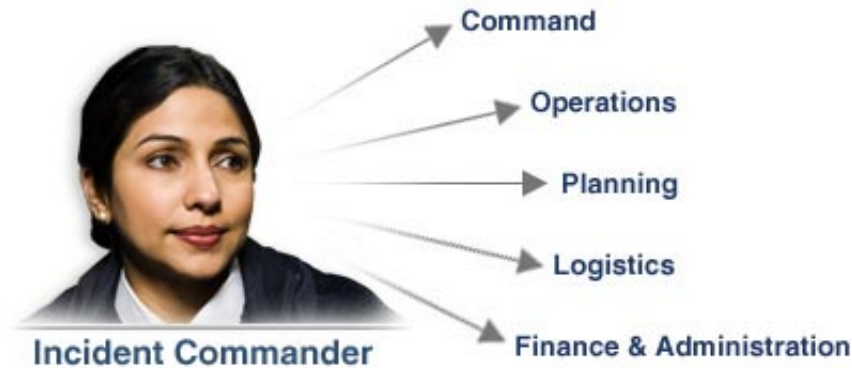 Command
Operations
Planning
Logistics
Finance & Administration
Incident Commander